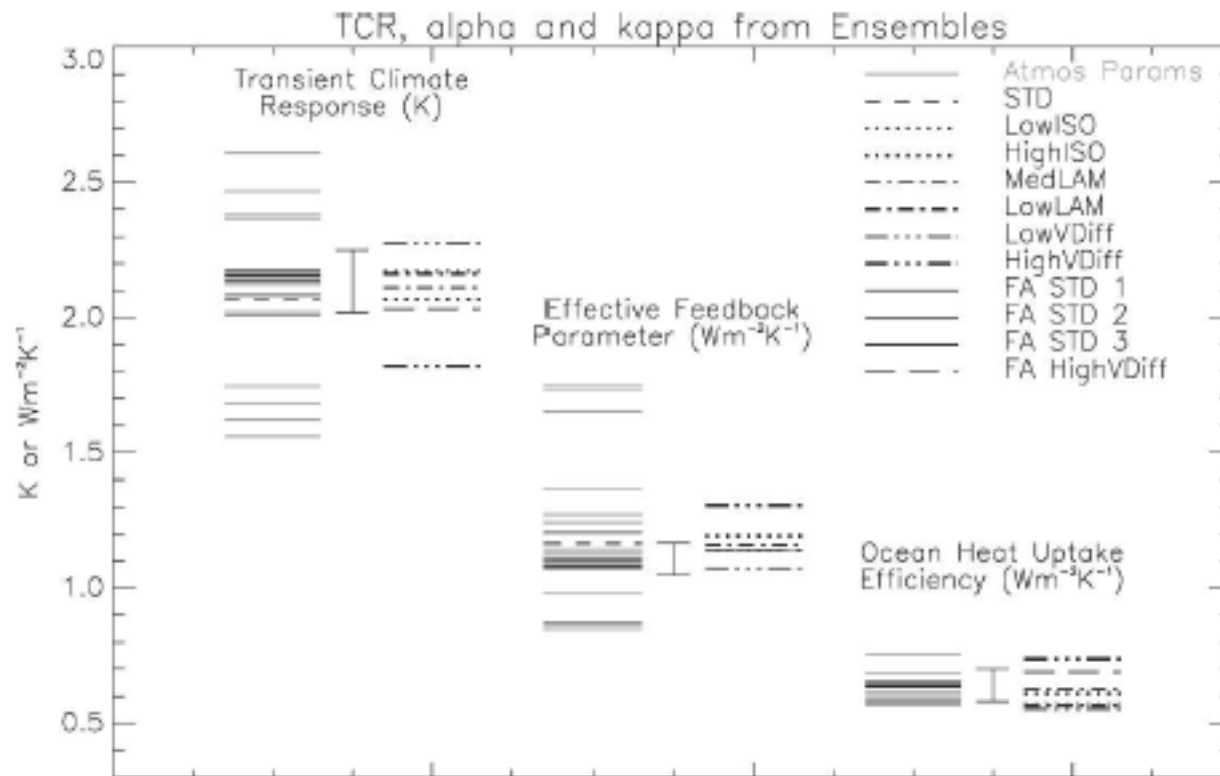 TCR, alpha and kappa from Ensembles
K or Wm⁻²K⁻¹
3.0
2.5
2.0
1.5
1.0
0.5
Transient Climate
Response (K)
Effective Feedback
Parameter (Wm⁻²K⁻¹)
Ocean Heat Uptake
Efficiency (Wm⁻²K⁻¹)
Atmos Params
STD
LowISO
HighISO
MedLAM
LowLAM
LowVDiff
HighVDiff
FA STD 1
FA STD 2
FA STD 3
FA HighVDiff